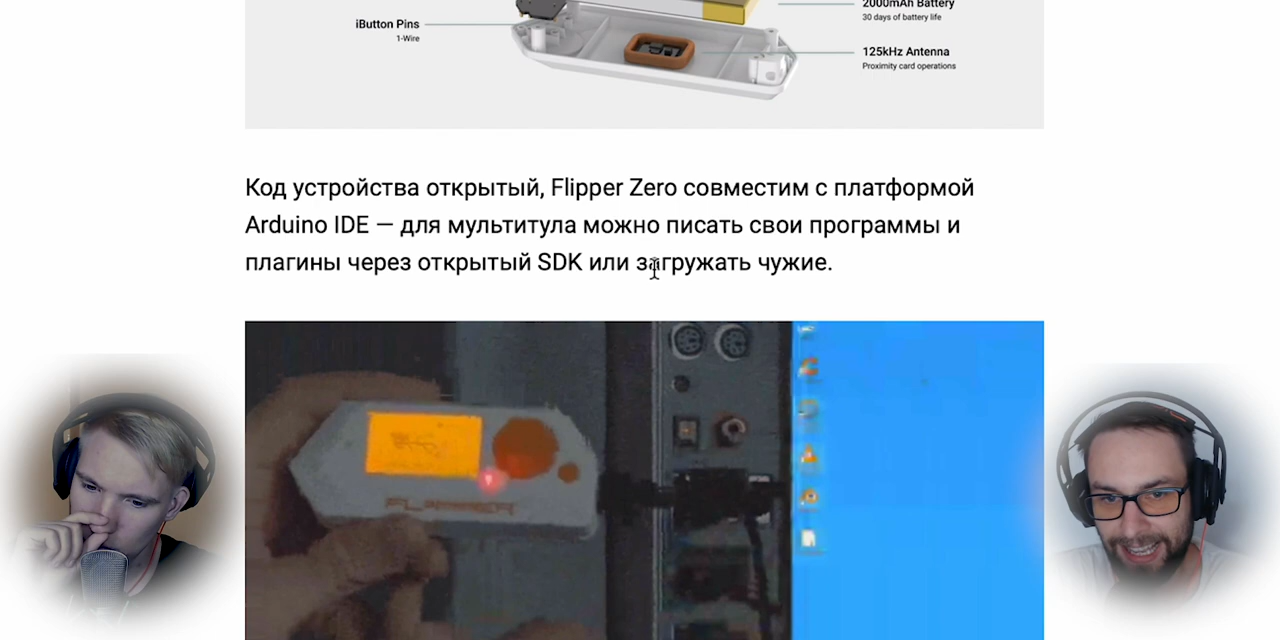 2000mAh Battery
30 days of battery life
iButton Pins
1-Wire
125kHz Antenna
Proximity card operations
Код устройства открытый, Flipper Zero совместим с платформой
Arduino IDE — для мультитула можно писать свои программы и
плагины через открытый SDK или загружать чужие.